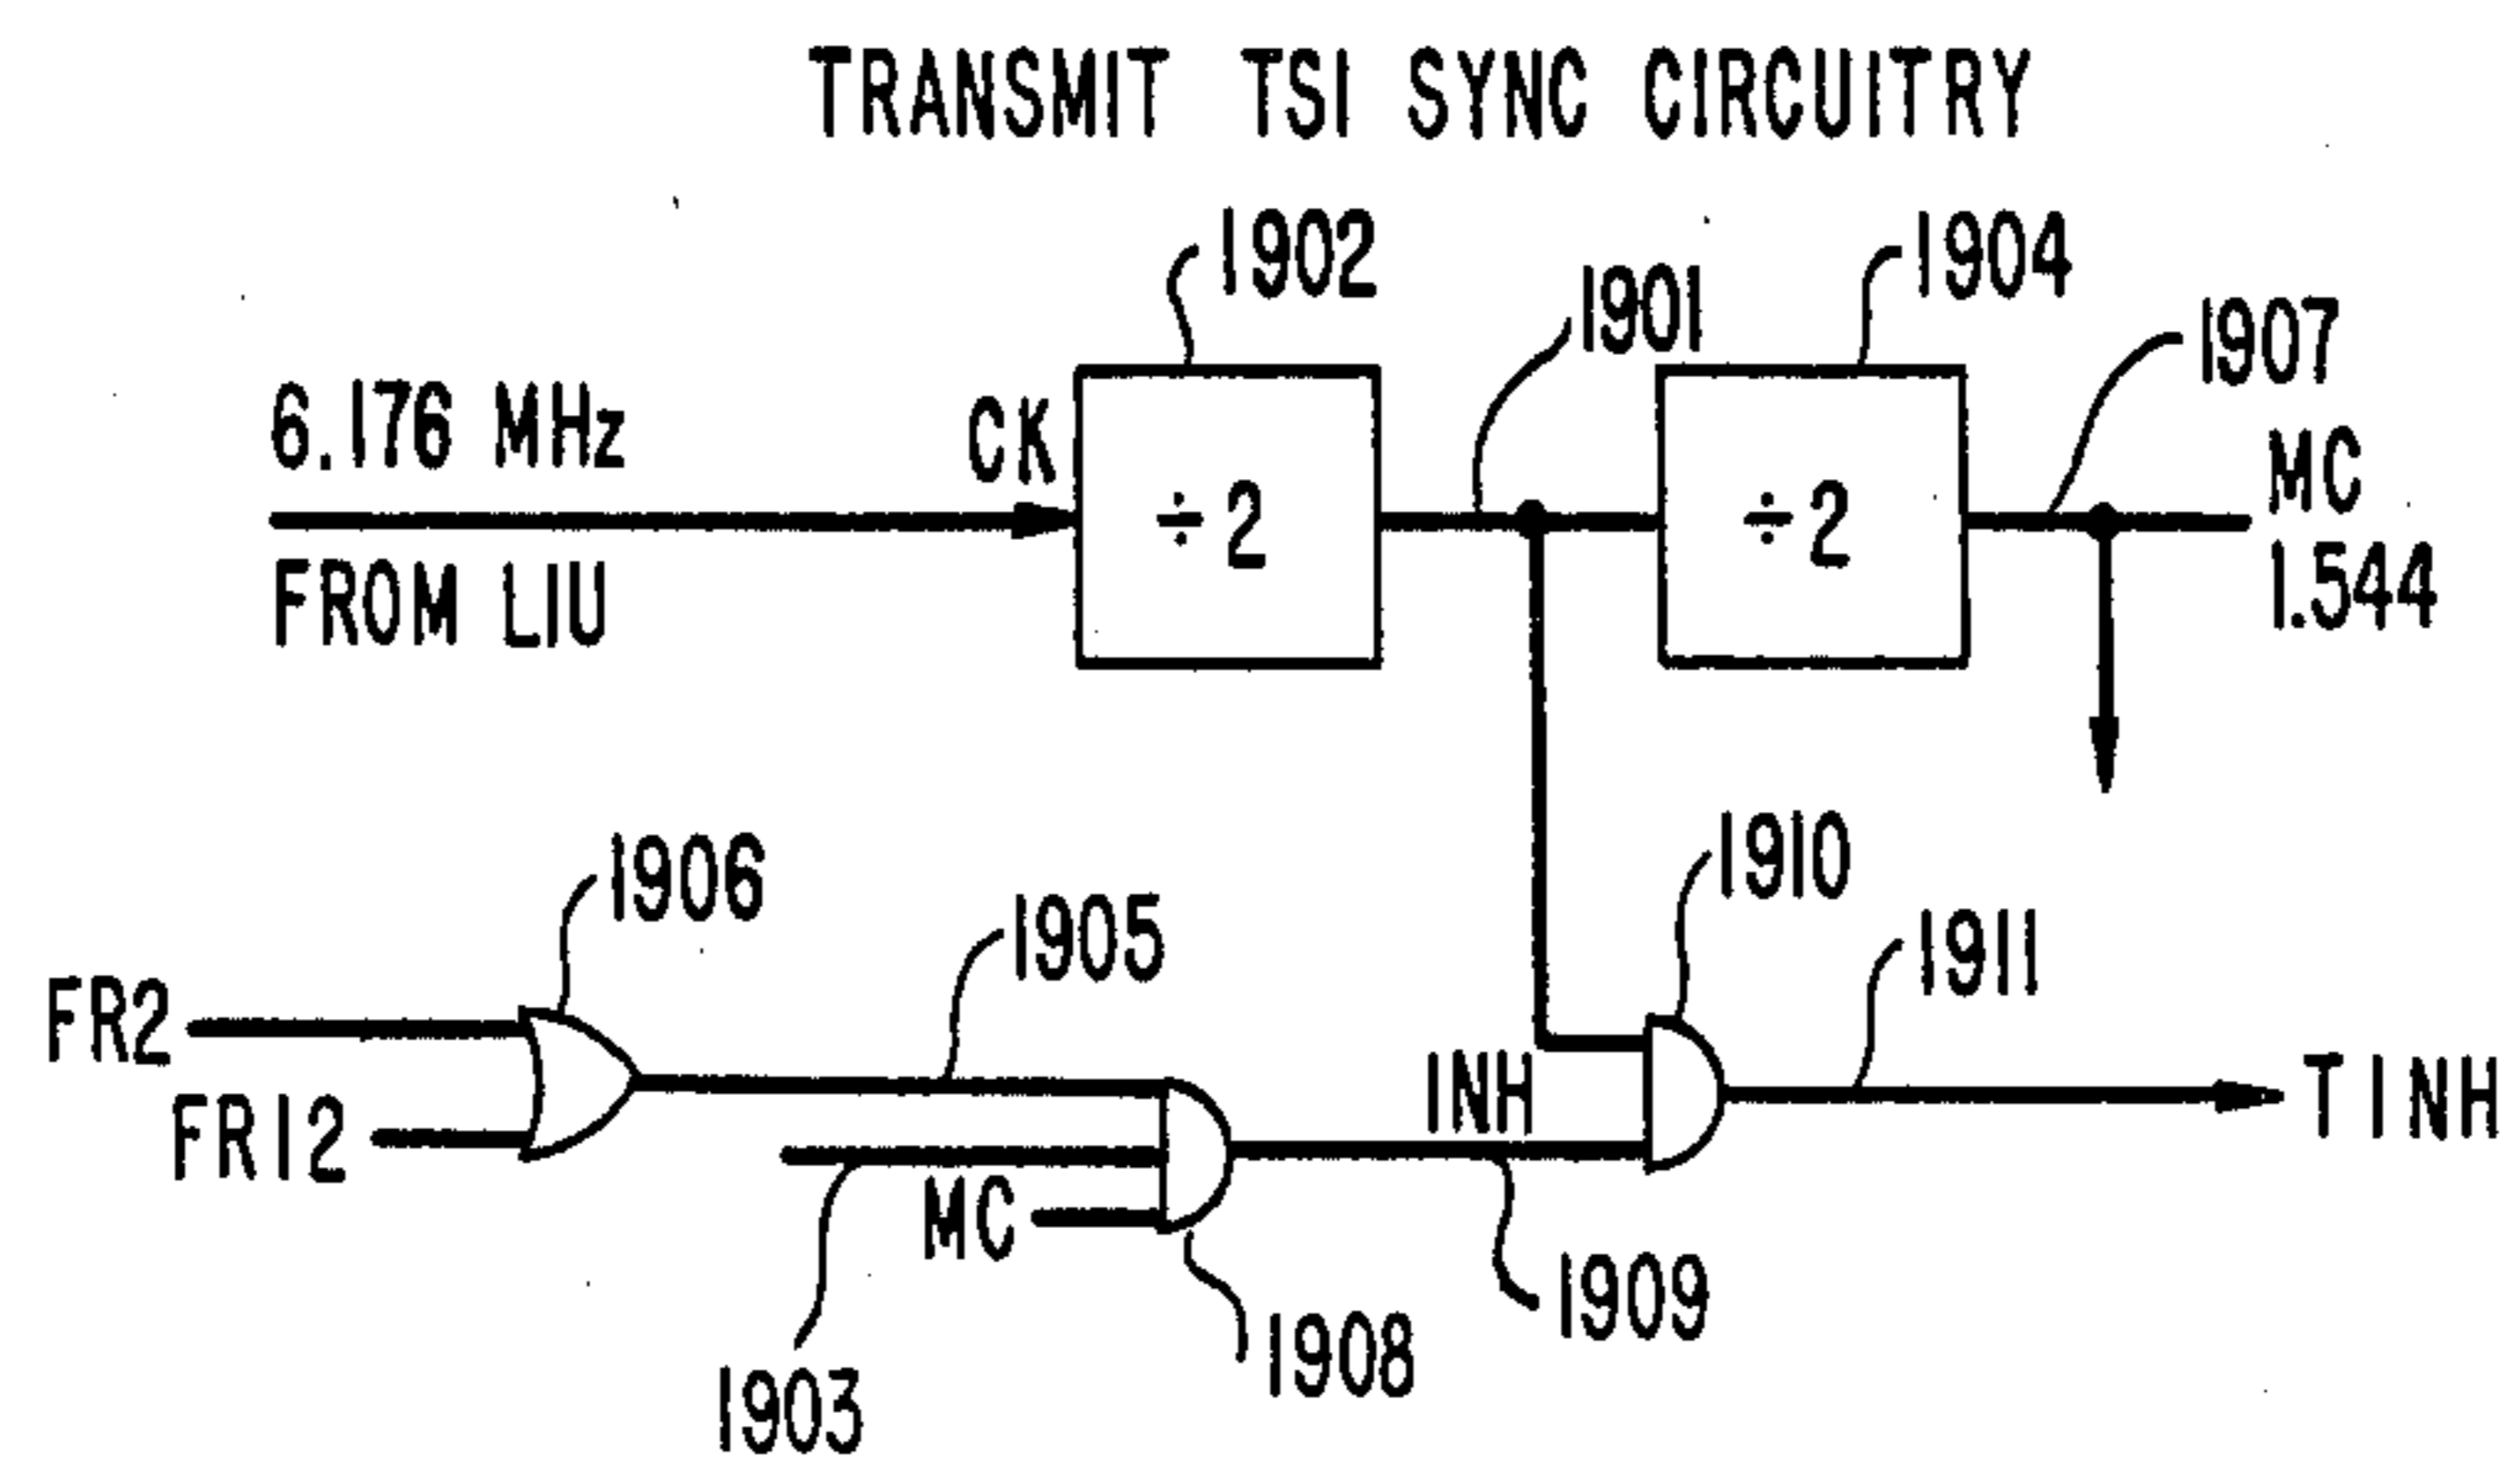 TRANSMIT TSI SYNC CIRCUITRY
1902
1904
1901
1907
6.176 MHz
CK
MC
÷2
÷2
FROM LIU
1.544
1906
1910
1905
1911
FR2
INH
TINH
FR12
MC
1909
1908
1903